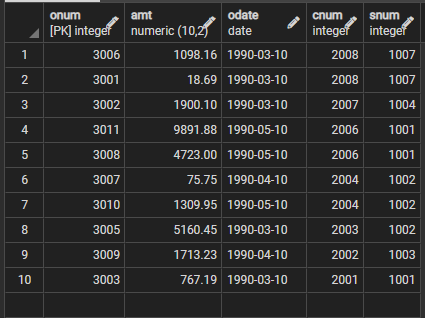 onum amt odate cnum snum
[PK] integer numeric (10,2) date integer integer
1 3006 1098.16 1990-03-10 2008 1007
2 3001 18.69 1990-03-10 2008 1007
3 3002 1900.10 1990-03-10 2007 1004
4 3011 9891.88 1990-05-10 2006 1001
5 3008 4723.00 1990-05-10 2006 1001
6 3007 75.75 1990-04-10 2004 1002
7 3010 1309.95 1990-05-10 2004 1002
8 3005 5160.45 1990-03-10 2003 1002
9 3009 1713.23 1990-04-10 2002 1003
10 3003 767.19 1990-03-10 2001 1001